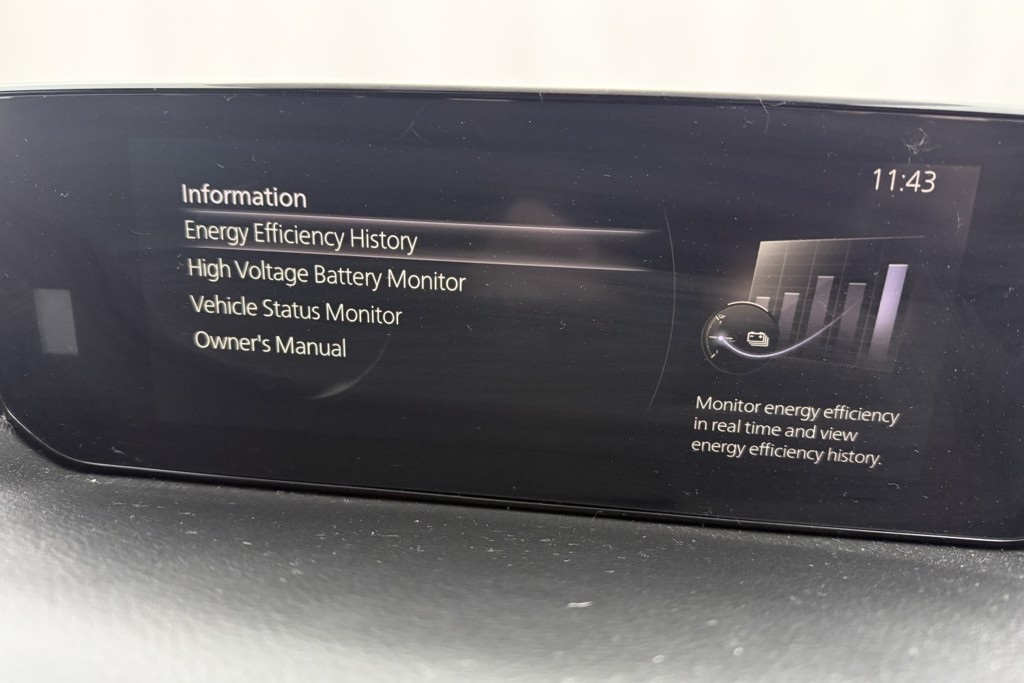 11:43
Information
Energy Efficiency History
High Voltage Battery Monitor
Vehicle Status Monitor
Owner's Manual
Monitor energy efficiency
in real time and view
energy efficiency history.